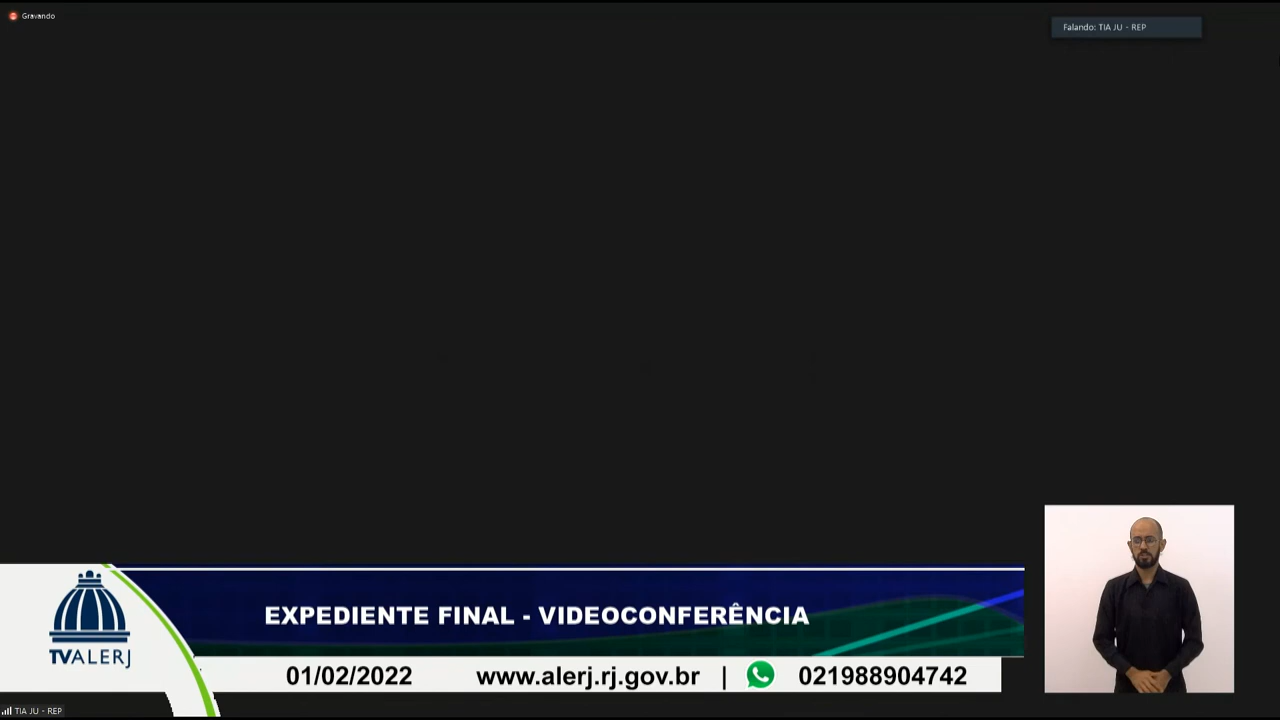 Gravando
Falando: TIA JU - REP
EXPEDIENTE FINAL - VIDEOCONFERÊNCIA
TVALERJ
01/02/2022 www.alerj.rj.gov.br | 021988904742
TIA JU - REP